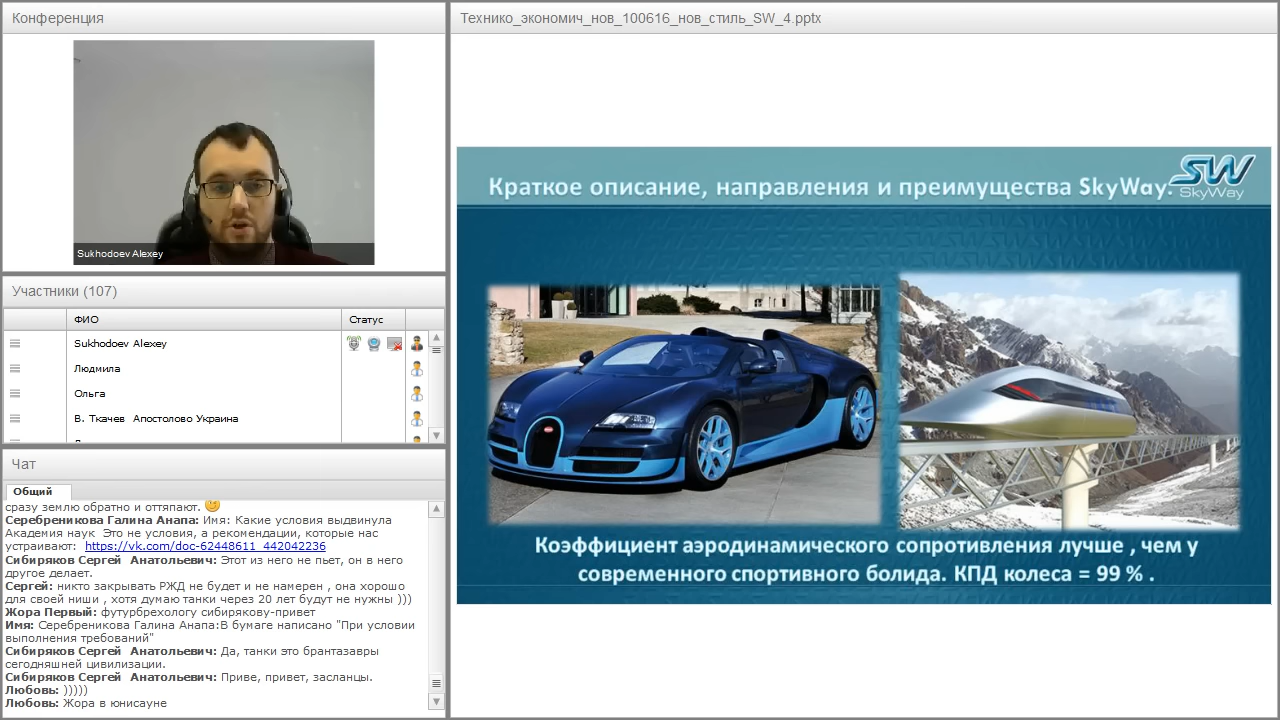 Конференция
Sukhodoev Alexey
Участники (107)
ФИО
Статус
Sukhodoev Alexey
Людмила
Ольга
В. Ткачев Апостолово Украина
Чат
Общий
сразу землю обратно и оттяпают.
Серебреникова Галина Анапа: Имя: Какие условия выдвинула
Академия наук Это не условия, а рекомендации, которые нас
устраивают: https://vk.com/doc-62448611_442042236
Сибиряков Сергей Анатольевич: Этот из него не пьет, он в него
другое делает.
Сергей: никто закрывать РЖД не будет и не намерен , она хорошо
для своей ниши , хотя думаю танки через 20 лет будут не нужны )))
Жора Первый: футурбрехологу сибирякову-привет
Имя: Серебреникова Галина Анапа:В бумаге написано "При условии
выполнения требований"
Сибиряков Сергей Анатольевич: Да, танки это брантазавры
сегодняшней цивилизации.
Сибиряков Сергей Анатольевич: Приве, привет, засланцы.
Любовь: )))))
Любовь: Жора в юнисауне
Технико_экономич_нов_100616_нов_стиль_SW_4.pptx
Краткое описание, направления и преимущества SkyWay.
SW
SkyWay
Коэффициент аэродинамического сопротивления лучше , чем у
современного спортивного болида. КПД колеса = 99 % .